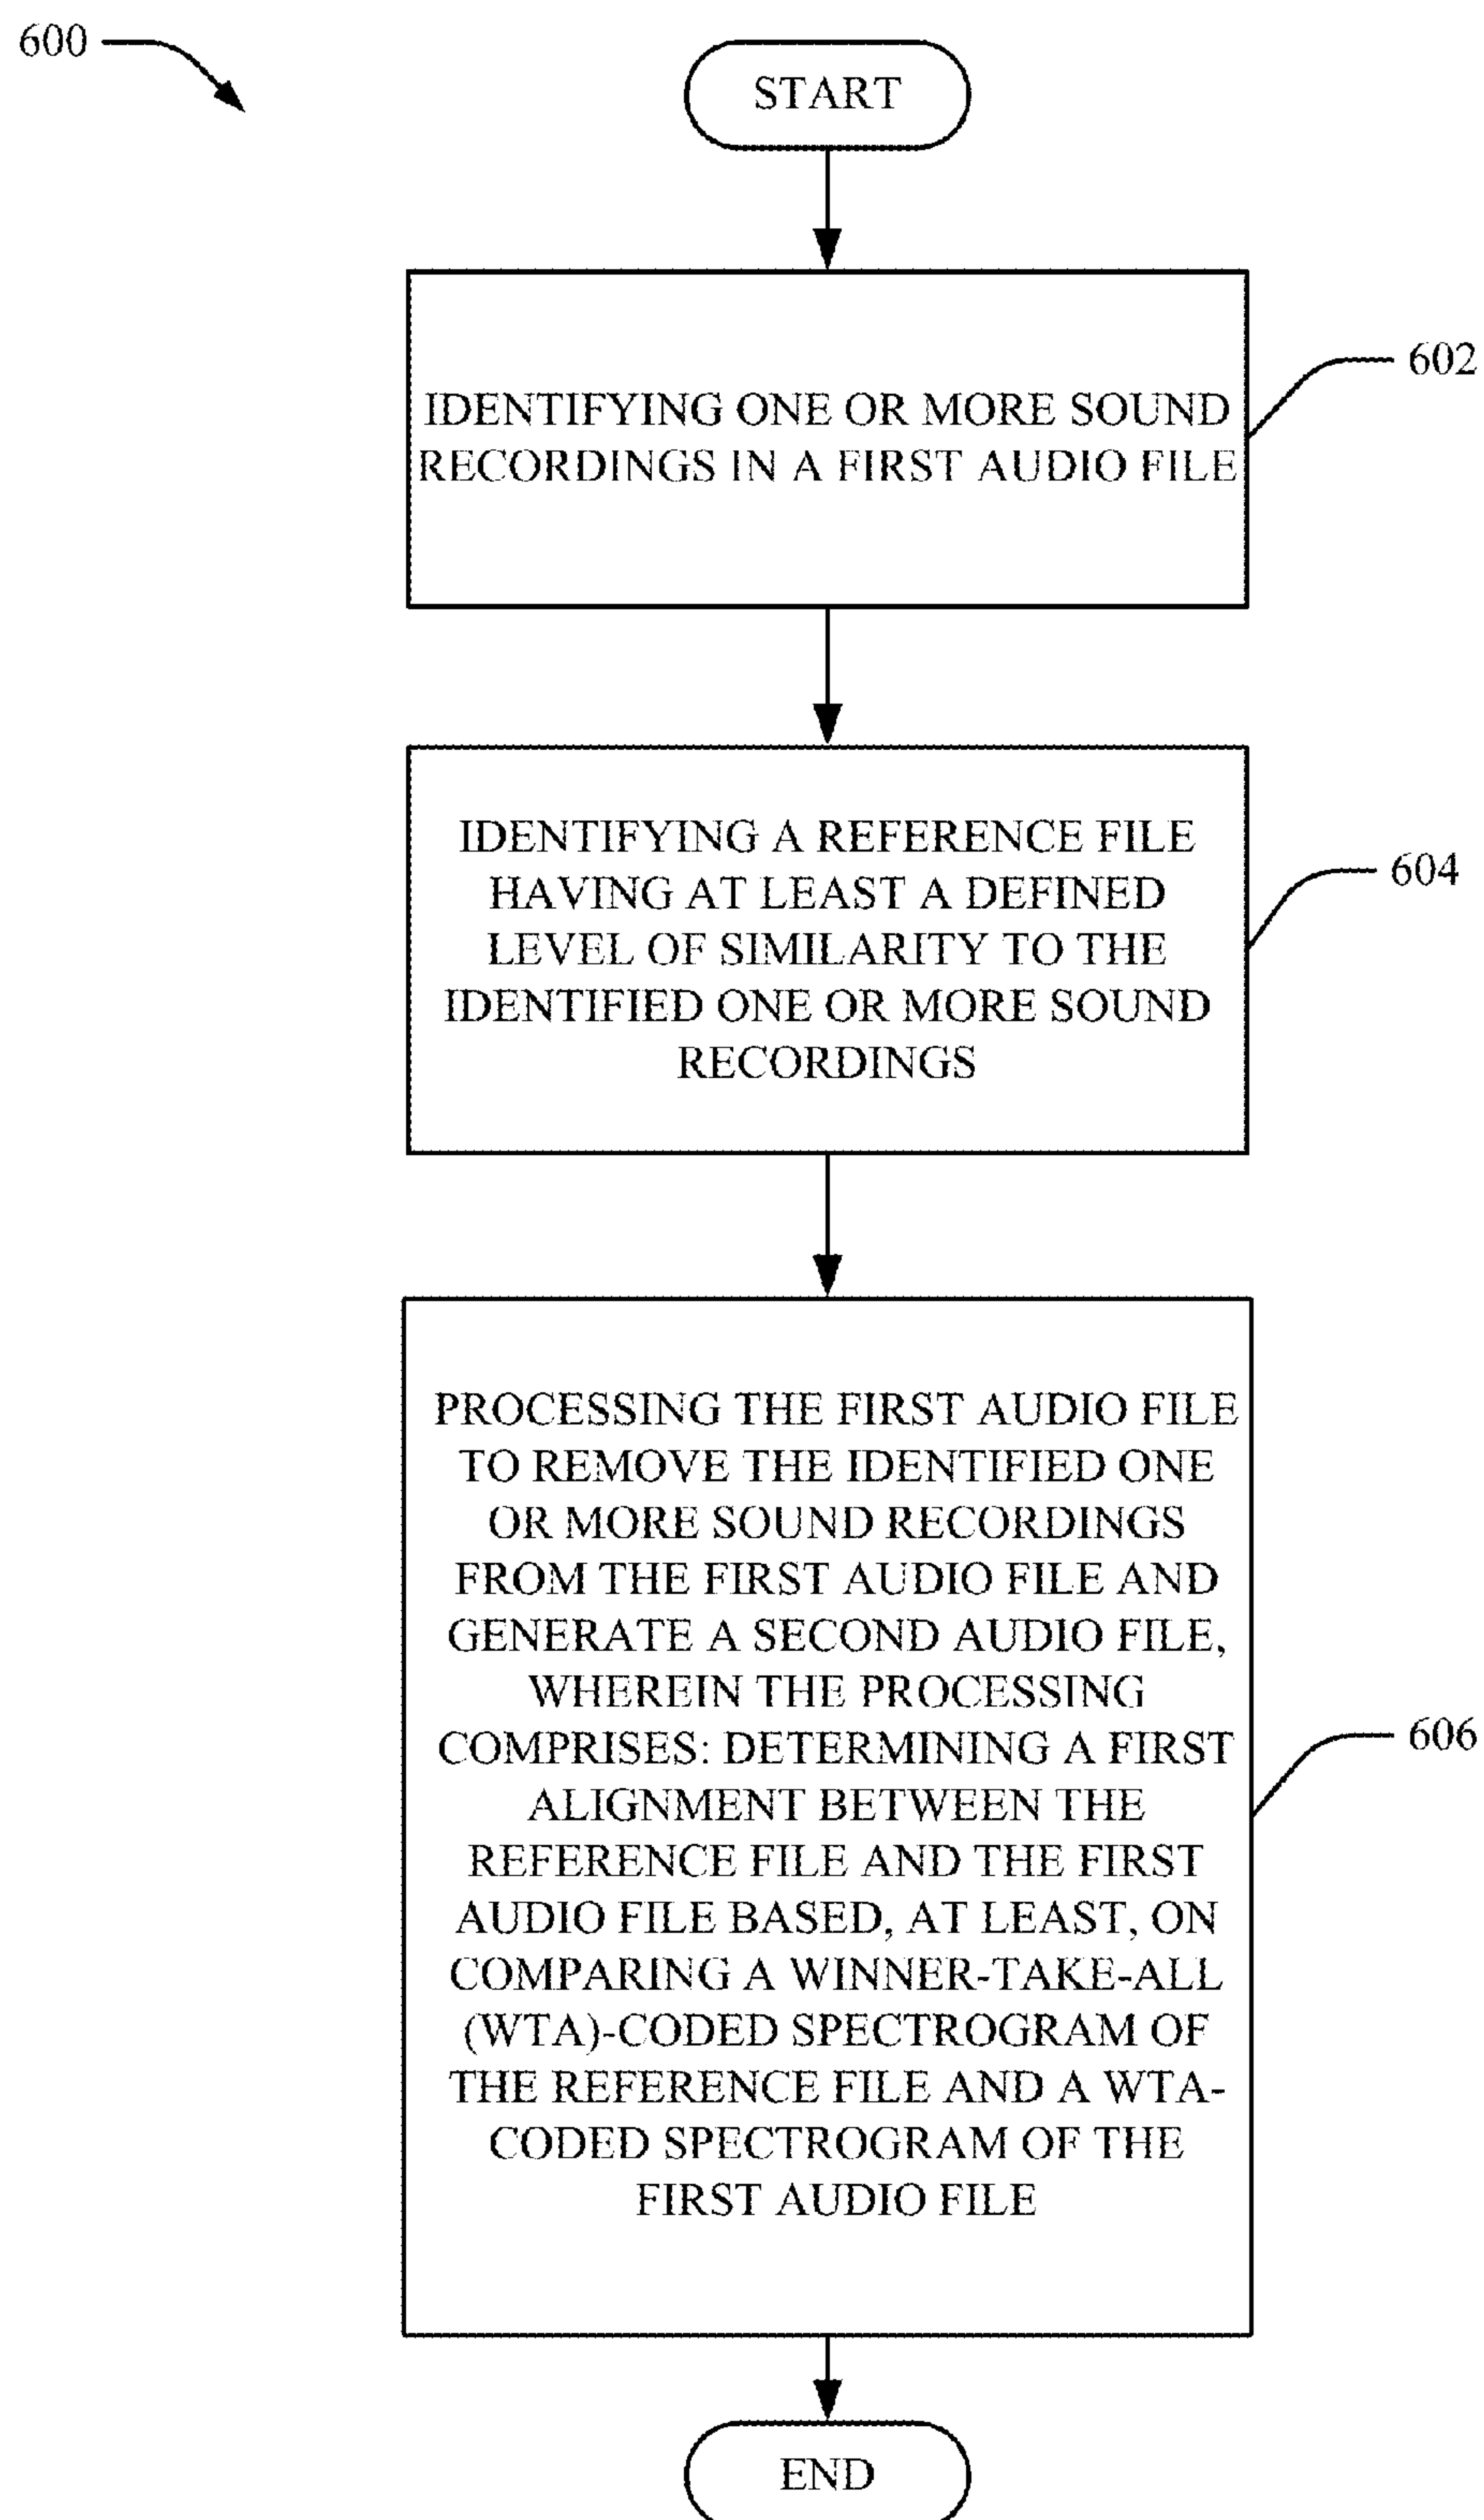 600
START
IDENTIFYING ONE OR MORE SOUND
RECORDINGS IN A FIRST AUDIO FILE
602
IDENTIFYING A REFERENCE FILE
HAVING AT LEAST A DEFINED
LEVEL OF SIMILARITY TO THE
IDENTIFIED ONE OR MORE SOUND
RECORDINGS
604
PROCESSING THE FIRST AUDIO FILE
TO REMOVE THE IDENTIFIED ONE
OR MORE SOUND RECORDINGS
FROM THE FIRST AUDIO FILE AND
GENERATE A SECOND AUDIO FILE,
WHEREIN THE PROCESSING
COMPRISES: DETERMINING A FIRST
ALIGNMENT BETWEEN THE
REFERENCE FILE AND THE FIRST
AUDIO FILE BASED, AT LEAST, ON
COMPARING A WINNER-TAKE-ALL
(WTA)-CODED SPECTROGRAM OF
THE REFERENCE FILE AND A WTA-
CODED SPECTROGRAM OF THE
FIRST AUDIO FILE
606
END